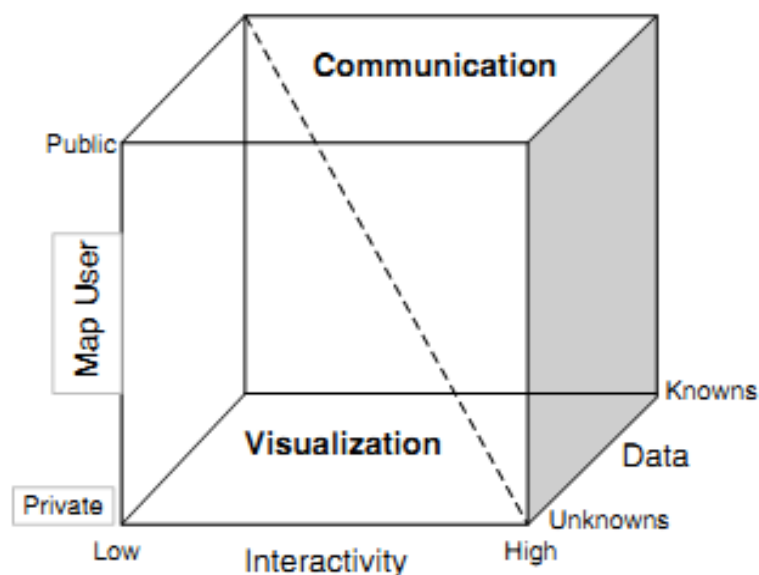 Communication
Public
Map User
Knowns
Visualization
Data
Private
Unknowns
Low
High
Interactivity